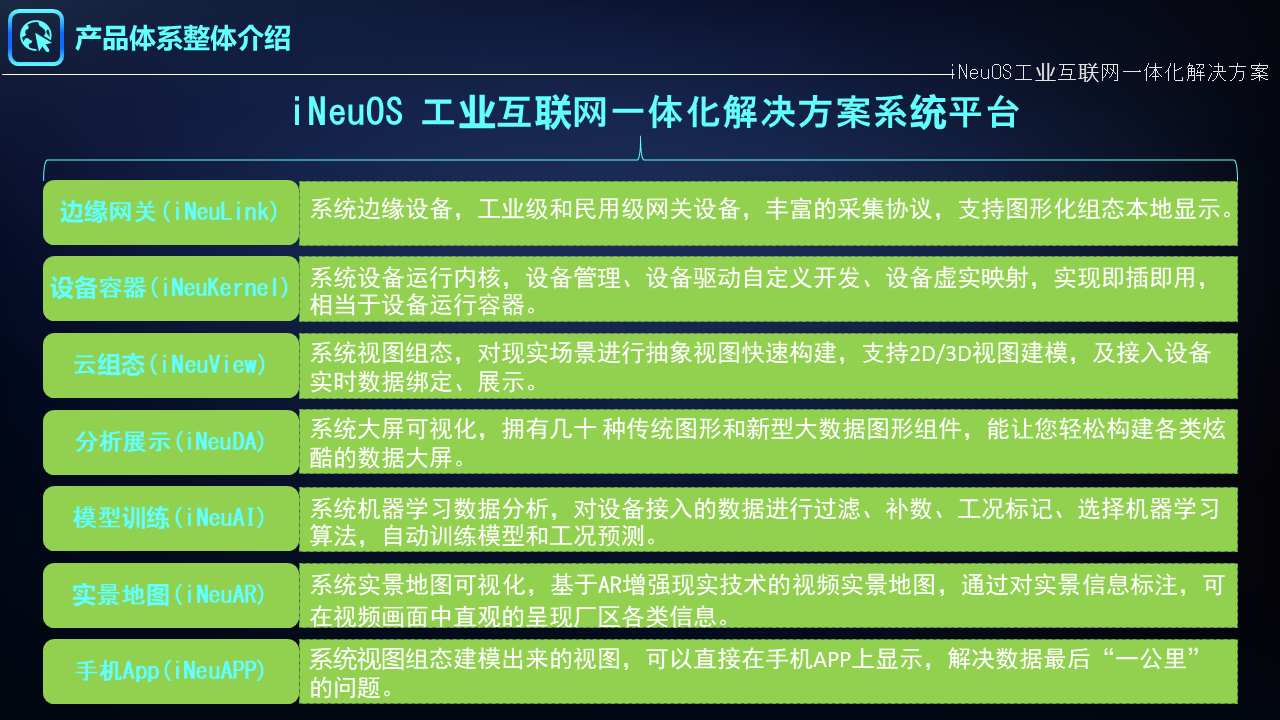 产品体系整体介绍
iNeuOS工业互联网一体化解决方案
iNeuOS 工业互联网一体化解决方案系统平台
边缘网关(iNeuLink)
系统边缘设备，工业级和民用级网关设备，丰富的采集协议，支持图形化组态本地显示。
设备容器(iNeuKernel)
系统设备运行内核，设备管理、设备驱动自定义开发、设备虚实映射，实现即插即用，
相当于设备运行容器。
云组态(iNeuView)
系统视图组态，对现实场景进行抽象视图快速构建，支持2D/3D视图建模，及接入设备
实时数据绑定、展示。
分析展示(iNeuDA)
系统大屏可视化，拥有几十 种传统图形和新型大数据图形组件，能让您轻松构建各类炫
酷的数据大屏。
模型训练(iNeuAI)
系统机器学习数据分析，对设备接入的数据进行过滤、补数、工况标记、选择机器学习
算法，自动训练模型和工况预测。
实景地图(iNeuAR)
系统实景地图可视化，基于AR增强现实技术的视频实景地图，通过对实景信息标注，可
在视频画面中直观的呈现厂区各类信息。
手机App(iNeuAPP)
系统视图组态建模出来的视图，可以直接在手机APP上显示，解决数据最后“一公里”
的问题。